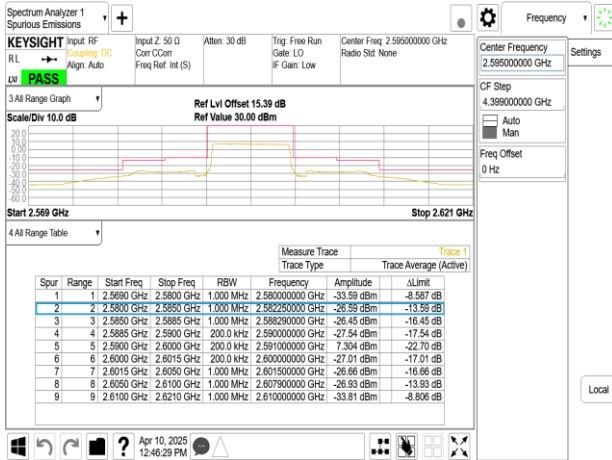 Spectrum Analyzer 1
Spurious Emissions
Frequency
KEYSIGHT
RL
Input: RF
Coupling: DC
Align: Auto
Input Z: 50 Ω
Corr CCorr
Freq Ref: Int (S)
Atten: 30 dB
Trig: Free Run
Gate: LO
IF Gain: Low
Center Freq: 2.595000000 GHz
Radio Std: None
PASS
Center Frequency
2.595000000 GHz
Settings
CF Step
4.399000000 GHz
Auto
Man
Freq Offset
0 Hz
Local
3 All Range Graph
Scale/Div 10.0 dB
Ref Lvl Offset 15.39 dB
Ref Value 30.00 dBm
20.0
10.0
0.00
-10.0
-20.0
-30.0
-40.0
-50.0
-60.0
Start 2.569 GHz
Stop 2.621 GHz
4 All Range Table
Measure Trace Trace 1
Trace Type Trace Average (Active)
Spur Range Start Freq Stop Freq RBW Frequency Amplitude ΔLimit
1 1 2.5690 GHz 2.5800 GHz 1.000 MHz 2.580000000 GHz -33.59 dBm -8.587 dB
2 2 2.5800 GHz 2.5850 GHz 1.000 MHz 2.582250000 GHz -26.59 dBm -13.59 dB
3 3 2.5850 GHz 2.5885 GHz 1.000 MHz 2.588290000 GHz -26.45 dBm -16.45 dB
4 4 2.5885 GHz 2.5900 GHz 200.0 kHz 2.590000000 GHz -27.54 dBm -17.54 dB
5 5 2.5900 GHz 2.6000 GHz 200.0 kHz 2.591000000 GHz 7.304 dBm -22.70 dB
6 6 2.6000 GHz 2.6015 GHz 200.0 kHz 2.600000000 GHz -27.01 dBm -17.01 dB
7 7 2.6015 GHz 2.6050 GHz 1.000 MHz 2.601500000 GHz -26.66 dBm -16.66 dB
8 8 2.6050 GHz 2.6100 GHz 1.000 MHz 2.607900000 GHz -26.93 dBm -13.93 dB
9 9 2.6100 GHz 2.6210 GHz 1.000 MHz 2.610000000 GHz -33.81 dBm -8.806 dB
Apr 10, 2025
12:46:29 PM